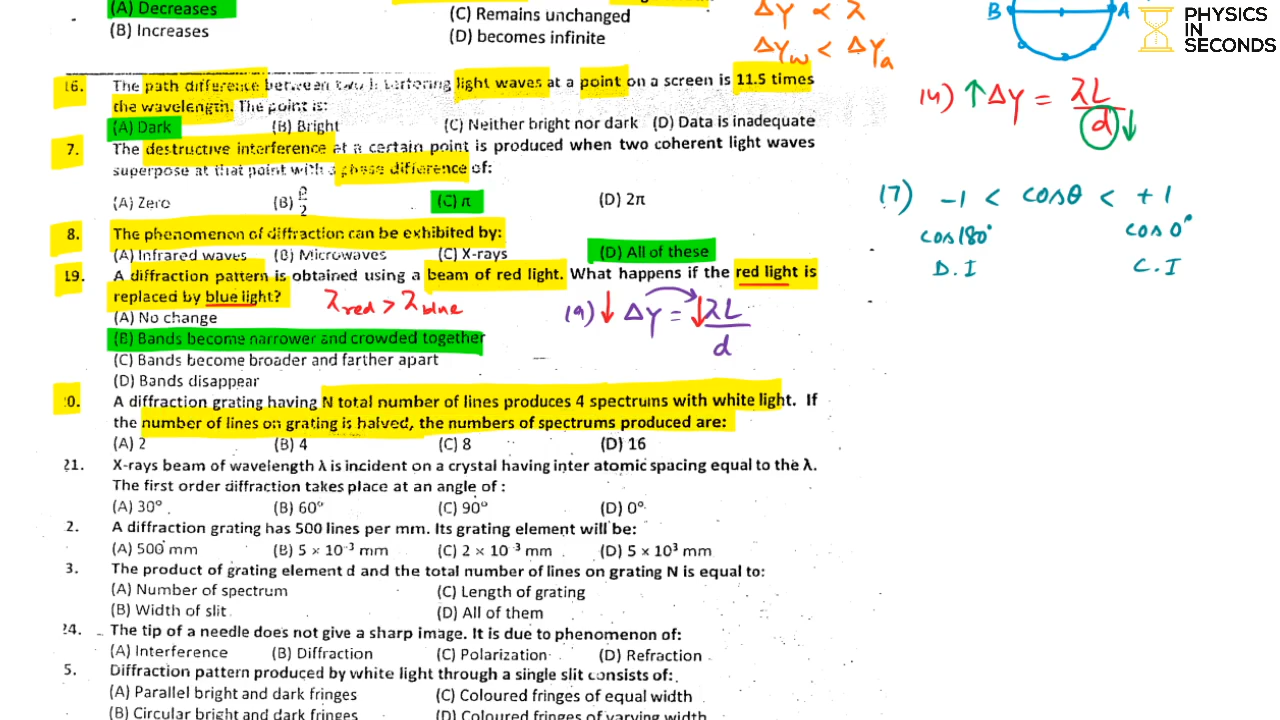 (A) Decreases
(C) Remains unchanged
(B) Increases
(D) becomes infinite
ΔY ∝ λ
ΔYw < ΔYa
B A
PHYSICS
IN
SECONDS
16. The path difference between two light waves at a point on a screen is 11.5 times
the wavelength. The point is:
(A) Dark (B) Bright (C) Neither bright nor dark (D) Data is inadequate
7. The destructive interference at a certain point is produced when two coherent light waves
superpose at that point with a phase difference of:
(A) Zero (B) 2 (C) π (D) 2π
8. The phenomenon of diffraction can be exhibited by:
(A) Infrared waves (B) Microwaves (C) X-rays (D) All of these
19. A diffraction pattern is obtained using a beam of red light. What happens if the red light is
replaced by blue light?
λred > λblue
(A) No change
(19) ↓ ΔY = ↓λL/d
(B) Bands become narrower and crowded together
(C) Bands become broader and farther apart
(D) Bands disappear
0. A diffraction grating having N total number of lines produces 4 spectrums with white light. If
the number of lines on grating is halved, the numbers of spectrums produced are:
(A) 2 (B) 4 (C) 8 (D) 16
21. X-rays beam of wavelength λ is incident on a crystal having inter atomic spacing equal to the λ.
The first order diffraction takes place at an angle of :
(A) 30° (B) 60° (C) 90° (D) 0°
2. A diffraction grating has 500 lines per mm. Its grating element will be:
(A) 500 mm (B) 5 × 10⁻³ mm (C) 2 × 10⁻³ mm (D) 5 × 10³ mm
3. The product of grating element d and the total number of lines on grating N is equal to:
(A) Number of spectrum (C) Length of grating
(B) Width of slit (D) All of them
24. The tip of a needle does not give a sharp image. It is due to phenomenon of:
(A) Interference (B) Diffraction (C) Polarization (D) Refraction
5. Diffraction pattern produced by white light through a single slit consists of:
(A) Parallel bright and dark fringes (C) Coloured fringes of equal width
(B) Circular bright and dark fringes (D) Coloured fringes of varying width
14) ↑ ΔY = λL/d ↓
(17) -1 < cosθ < +1
cos180° cos0°
D.I C.I